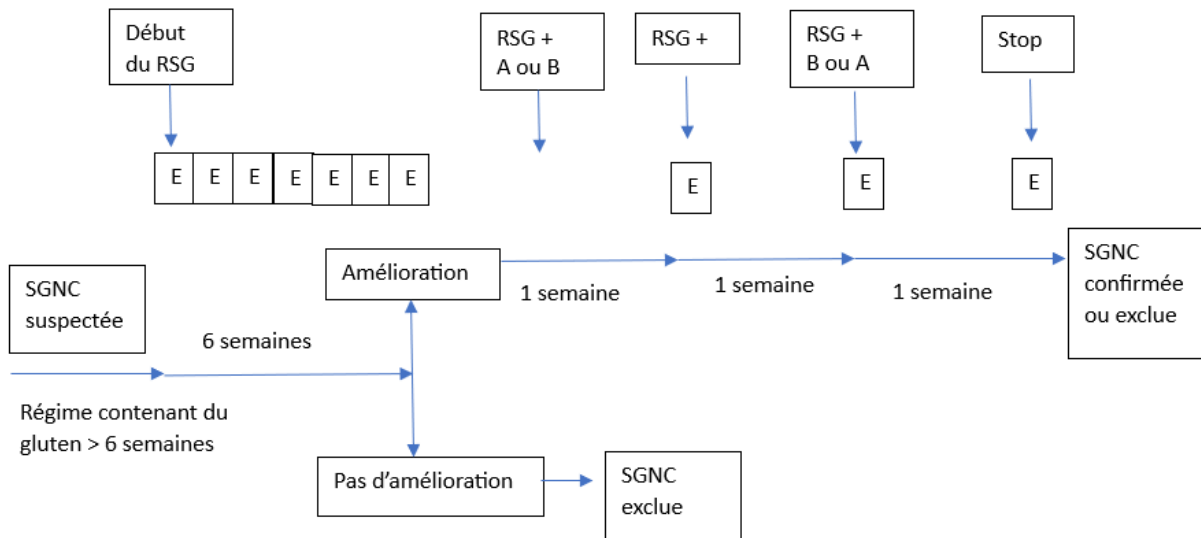 Début
du RSG
RSG +
A ou B
RSG +
RSG +
B ou A
Stop
E E E E E E E
E
E
E
SGNC
suspectée
Amélioration
1 semaine
1 semaine
1 semaine
SGNC
confirmée
ou exclue
6 semaines
Régime contenant du
gluten > 6 semaines
Pas d’amélioration
SGNC
exclue